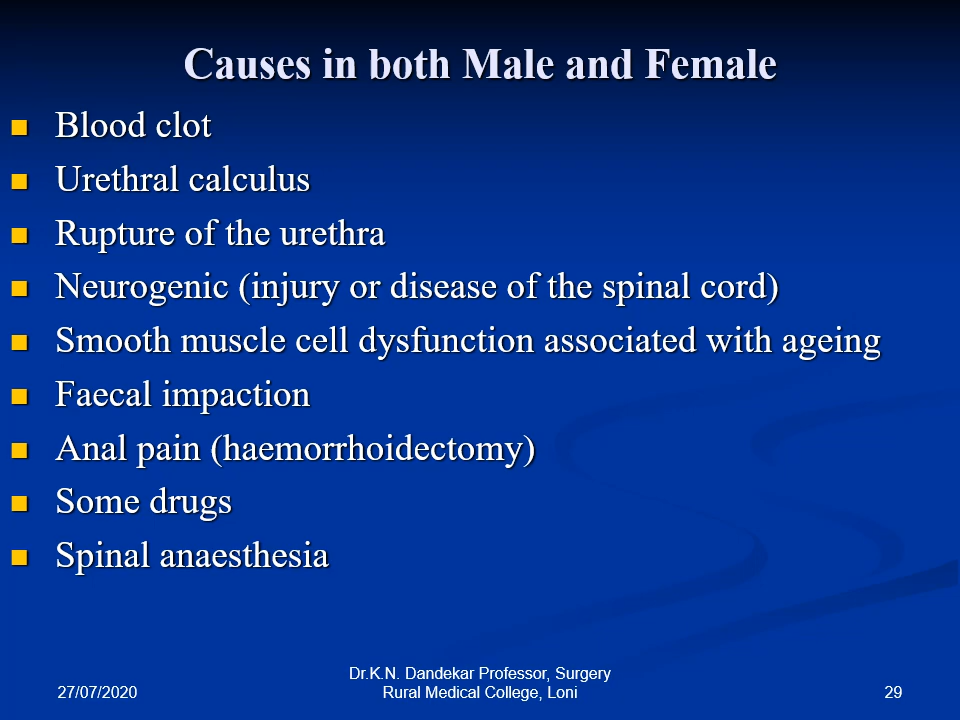 Causes in both Male and Female
Blood clot
Urethral calculus
Rupture of the urethra
Neurogenic (injury or disease of the spinal cord)
Smooth muscle cell dysfunction associated with ageing
Faecal impaction
Anal pain (haemorrhoidectomy)
Some drugs
Spinal anaesthesia
27/07/2020
Dr.K.N. Dandekar Professor, Surgery
Rural Medical College, Loni
29